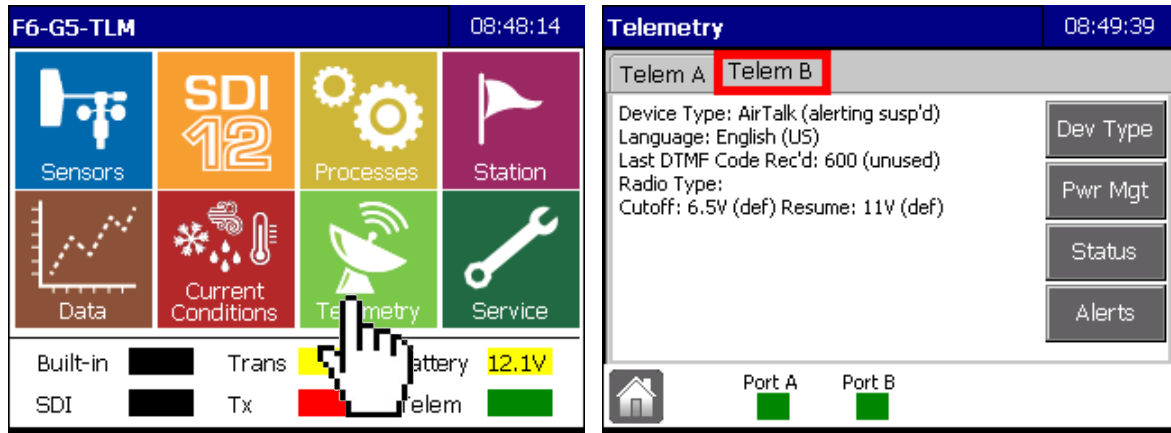 F6-G5-TLM 08:48:14
Sensors
SDI
12
Processes
Station
Data
Current
Conditions
Service
Built-in Trans 12.1V
SDI Tx
Telemetry 08:49:39
Telem A Telem B
Device Type: AirTalk (alerting susp'd)
Language: English (US)
Last DTMF Code Rec'd: 600 (unused)
Radio Type:
Cutoff: 6.5V (def) Resume: 11V (def)
Dev Type
Pwr Mgt
Status
Alerts
Port A Port B